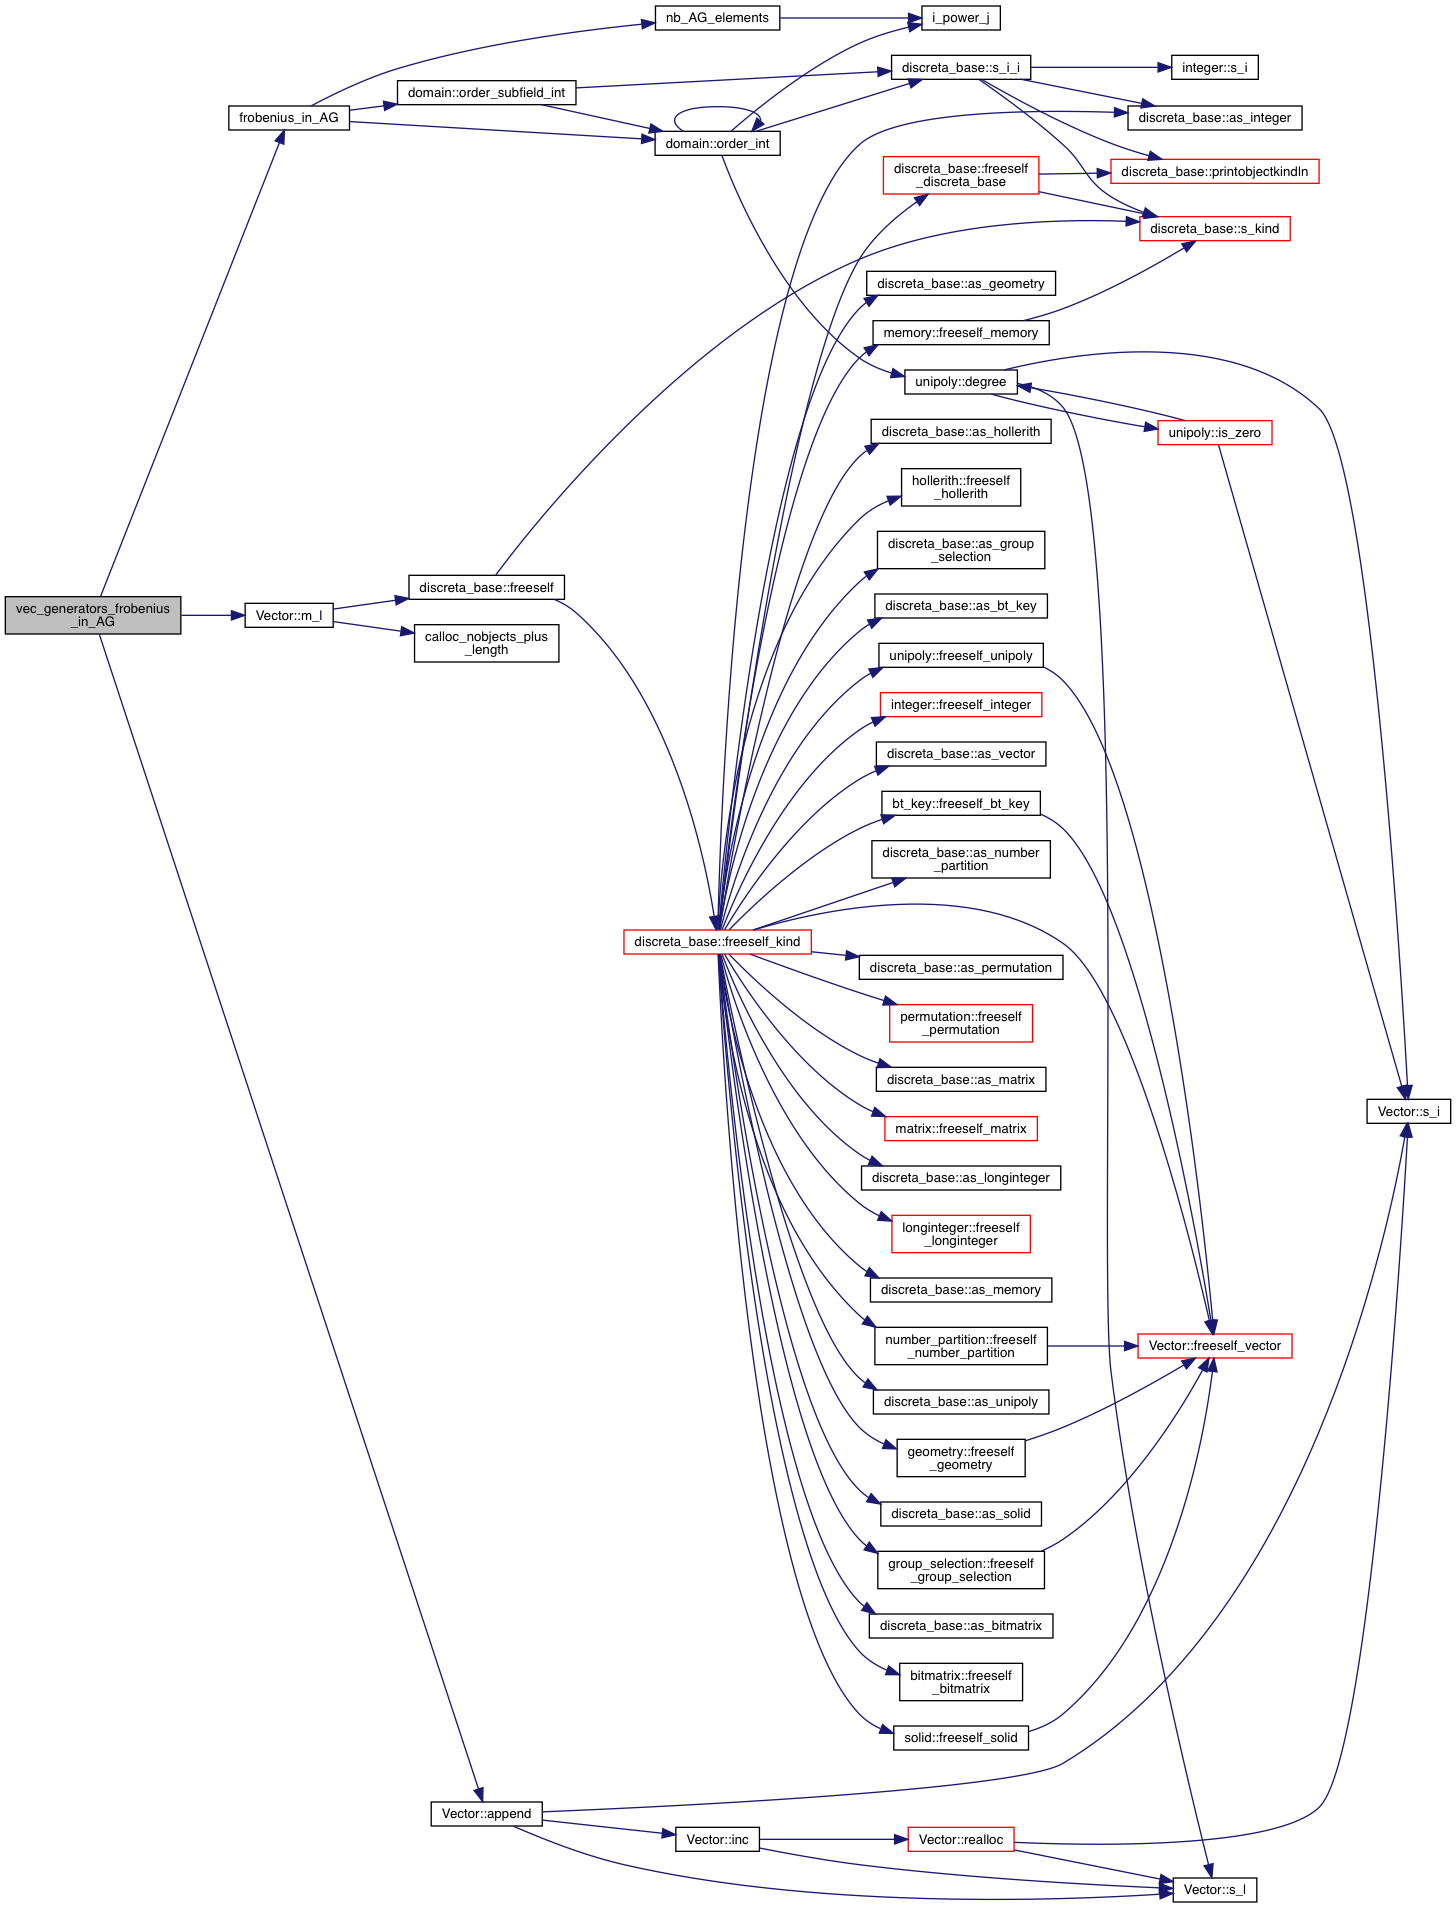 nb_AG_elements
i_power_j
discreta_base::s_i_i
integer::s_i
domain::order_subfield_int
frobenius_in_AG
discreta_base::as_integer
domain::order_int
discreta_base::freeself
_discreta_base
discreta_base::printobjectkindln
discreta_base::s_kind
discreta_base::as_geometry
memory::freeself_memory
unipoly::degree
discreta_base::as_hollerith
unipoly::is_zero
hollerith::freeself
_hollerith
discreta_base::as_group
_selection
discreta_base::freeself
vec_generators_frobenius
_in_AG
Vector::m_l
discreta_base::as_bt_key
calloc_nobjects_plus
_length
unipoly::freeself_unipoly
integer::freeself_integer
discreta_base::as_vector
bt_key::freeself_bt_key
discreta_base::as_number
_partition
discreta_base::freeself_kind
discreta_base::as_permutation
permutation::freeself
_permutation
discreta_base::as_matrix
Vector::s_i
matrix::freeself_matrix
discreta_base::as_longinteger
longinteger::freeself
_longinteger
discreta_base::as_memory
number_partition::freeself
_number_partition
Vector::freeself_vector
discreta_base::as_unipoly
geometry::freeself
_geometry
discreta_base::as_solid
group_selection::freeself
_group_selection
discreta_base::as_bitmatrix
bitmatrix::freeself
_bitmatrix
solid::freeself_solid
Vector::append
Vector::inc
Vector::realloc
Vector::s_l